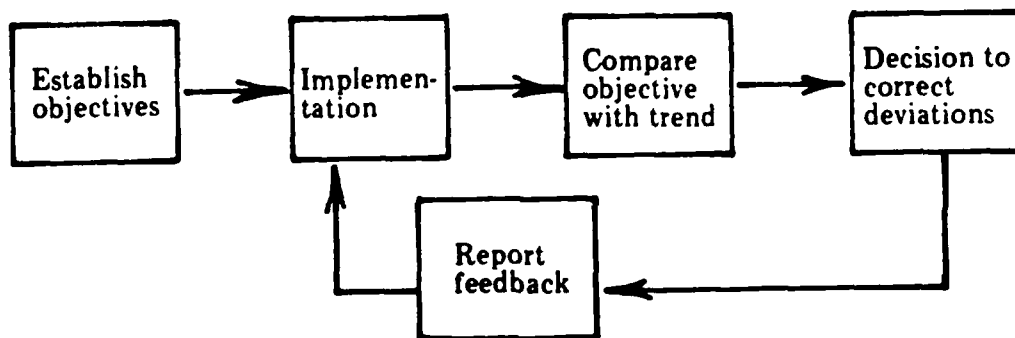 Establish
objectives
Implemen-
tation
Compare
objective
with trend
Decision to
correct
deviations
Report
feedback